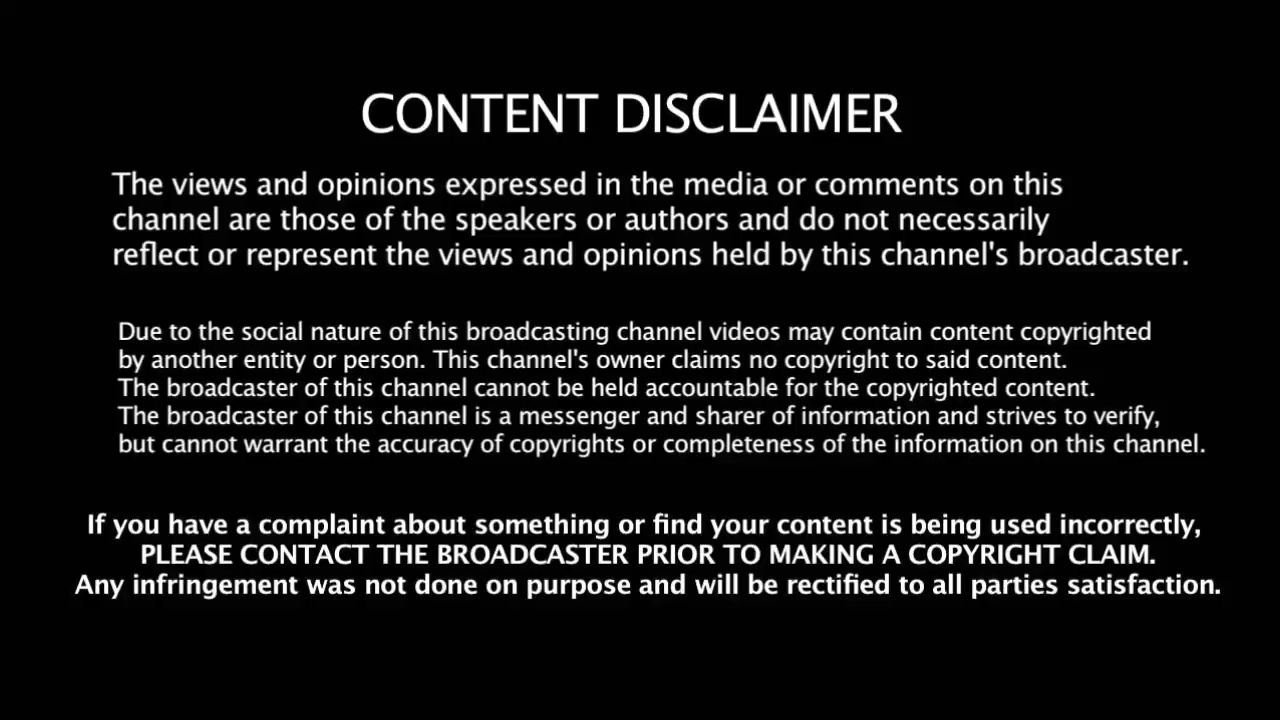 CONTENT DISCLAIMER
The views and opinions expressed in the media or comments on this
channel are those of the speakers or authors and do not necessarily
reflect or represent the views and opinions held by this channel's broadcaster.
Due to the social nature of this broadcasting channel videos may contain content copyrighted
by another entity or person. This channel's owner claims no copyright to said content.
The broadcaster of this channel cannot be held accountable for the copyrighted content.
The broadcaster of this channel is a messenger and sharer of information and strives to verify,
but cannot warrant the accuracy of copyrights or completeness of the information on this channel.
If you have a complaint about something or find your content is being used incorrectly,
PLEASE CONTACT THE BROADCASTER PRIOR TO MAKING A COPYRIGHT CLAIM.
Any infringement was not done on purpose and will be rectified to all parties satisfaction.